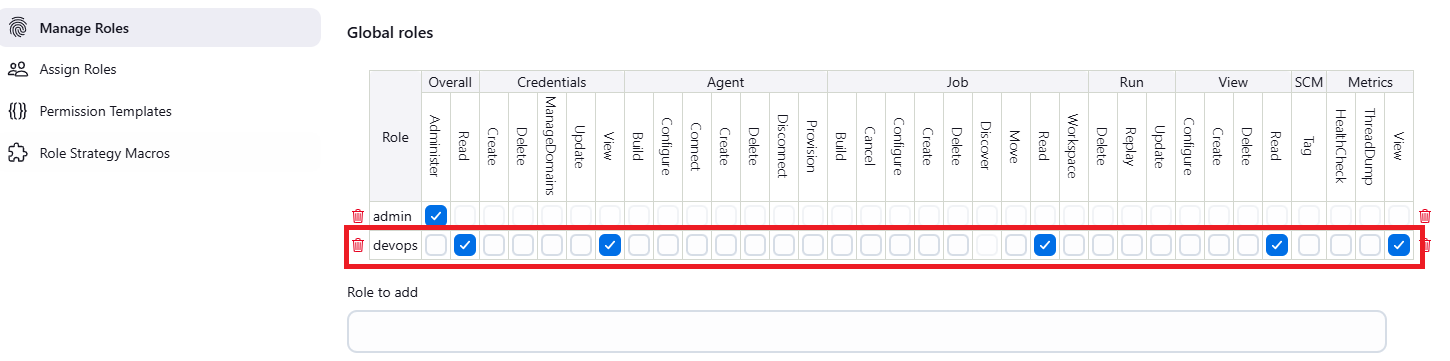 Manage Roles
Assign Roles
Permission Templates
Role Strategy Macros
Global roles
Role Overall Credentials Agent Job Run View SCM Metrics
Administer Read Create Delete ManageDomains Update View Build Configure Connect Create Delete Disconnect Provision Build Cancel Configure Create Delete Discover Move Read Workspace Delete Replay Update Configure Create Delete Read Tag HealthCheck ThreadDump View
admin
devops
Role to add